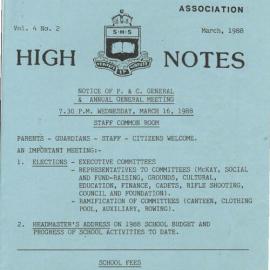 ASSOCIATION
Vol. 4 No. 2
March, 1988
S·H·S
HIGH NOTES
NOTICE OF P. & C. GENERAL
& ANNUAL GENERAL MEETING
7.30 P.M. WEDNESDAY, MARCH 16, 1988
STAFF COMMON ROOM
PARENTS - GUARDIANS - STAFF - CITIZENS WELCOME.
AN IMPORTANT MEETING:-
1. ELECTIONS - EXECUTIVE COMMITTEES
- REPRESENTATIVES TO COMMITTEES (McKAY, SOCIAL
AND FUND-RAISING, GROUNDS, CULTURAL,
EDUCATION, FINANCE, CADETS, RIFLE SHOOTING,
COUNCIL AND FOUNDATION).
- RAMIFICATION OF COMMITTEES (CANTEEN, CLOTHING
POOL, AUXILIARY, ROWING).
2. HEADMASTER'S ADDRESS ON 1988 SCHOOL BUDGET AND
PROGRESS OF SCHOOL ACTIVITIES TO DATE.
SCHOOL FEES